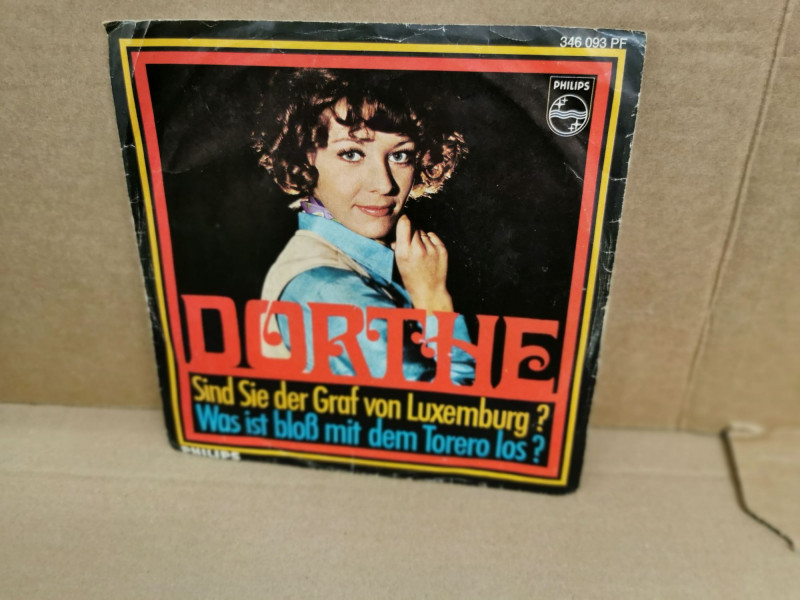 346 093 PF
PHILIPS
DORTHE
Sind Sie der Graf von Luxemburg?
Was ist bloß mit dem Torero los?
PHILIPS